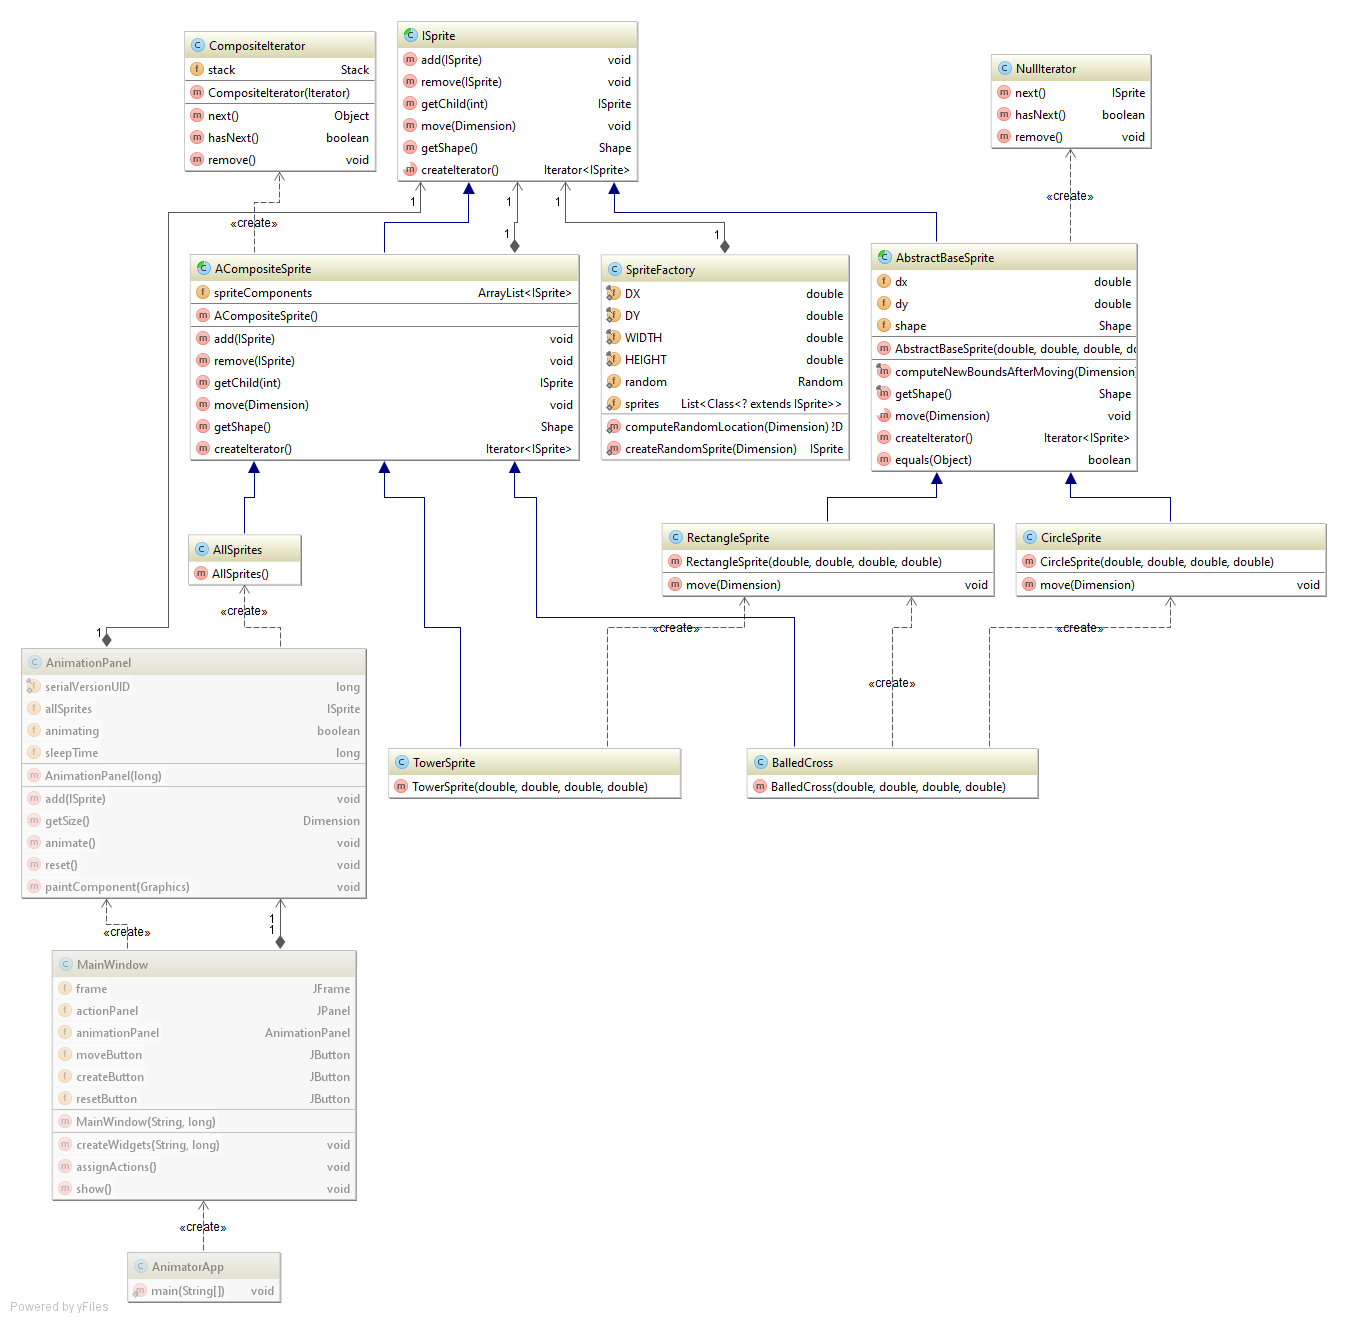 CompositeIterator
stack Stack
CompositeIterator(Iterator)
next() Object
hasNext() boolean
remove() void
ISprite
add(ISprite) void
remove(ISprite) void
getChild(int) ISprite
move(Dimension) void
getShape() Shape
createIterator() Iterator<ISprite>
NullIterator
next() ISprite
hasNext() boolean
remove() void
«create»
1
1
1
1
1
«create»
ACompositeSprite
spriteComponents ArrayList<ISprite>
ACompositeSprite()
add(ISprite) void
remove(ISprite) void
getChild(int) ISprite
move(Dimension) void
getShape() Shape
createIterator() Iterator<ISprite>
SpriteFactory
DX double
DY double
WIDTH double
HEIGHT double
random Random
sprites List<Class<? extends ISprite>>
computeRandomLocation(Dimension) ?D
createRandomSprite(Dimension) ISprite
AbstractBaseSprite
dx double
dy double
shape Shape
AbstractBaseSprite(double, double, double, do
computeNewBoundsAfterMoving(Dimension)
getShape() Shape
move(Dimension) void
createIterator() Iterator<ISprite>
equals(Object) boolean
AllSprites
AllSprites()
RectangleSprite
RectangleSprite(double, double, double, double)
move(Dimension) void
CircleSprite
CircleSprite(double, double, double, double)
move(Dimension) void
«create»
1
«create»
«create»
«create»
AnimationPanel
serialVersionUID long
allSprites ISprite
animating boolean
sleepTime long
AnimationPanel(long)
add(ISprite) void
getSize() Dimension
animate() void
reset() void
paintComponent(Graphics) void
TowerSprite
TowerSprite(double, double, double, double)
BalledCross
BalledCross(double, double, double, double)
«create»
1
1
MainWindow
frame JFrame
actionPanel JPanel
animationPanel AnimationPanel
moveButton JButton
createButton JButton
resetButton JButton
MainWindow(String, long)
createWidgets(String, long) void
assignActions() void
show() void
«create»
AnimatorApp
main(String[]) void
Powered by yFiles